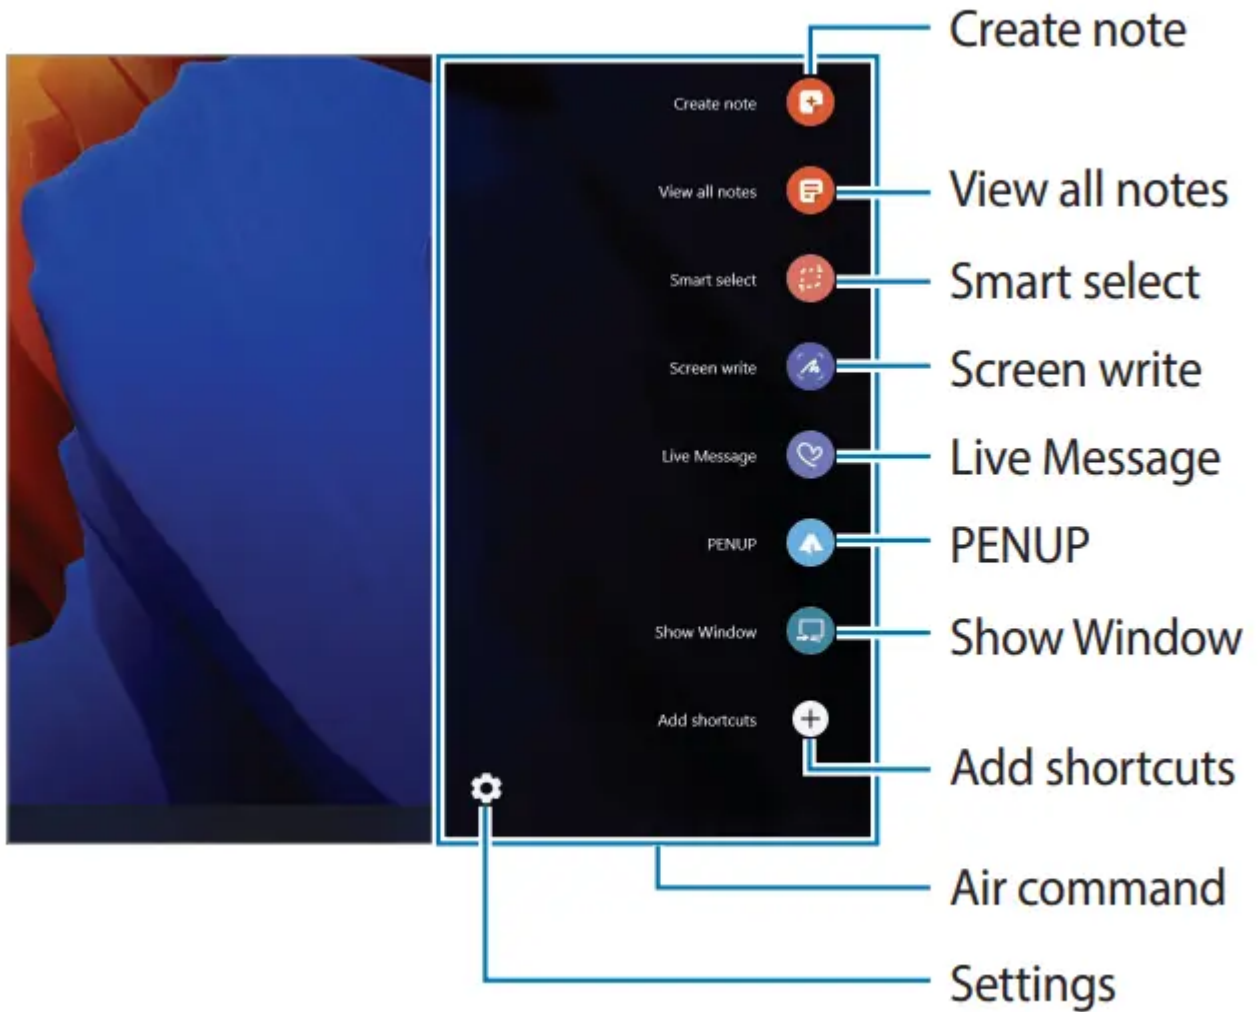 Create note
Create note
View all notes
View all notes
Smart select
Smart select
Screen write
Screen write
Live Message
Live Message
PENUP
PENUP
Show Window
Show Window
Add shortcuts
Add shortcuts
Air command
Settings